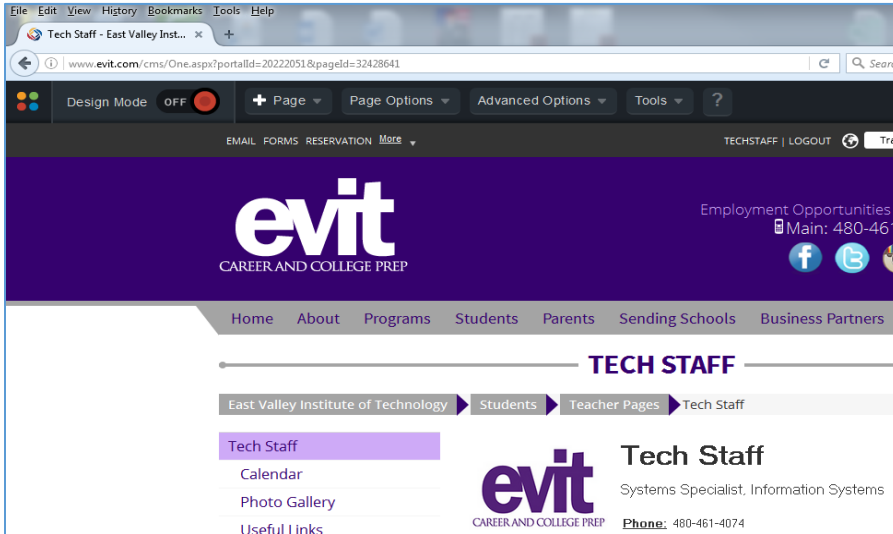 File Edit View History Bookmarks Tools Help
Tech Staff - East Valley Inst... × +
www.evit.com/cms/One.aspx?portalId=20222051&pageId=32428641
Design Mode OFF + Page Page Options Advanced Options Tools ?
EMAIL FORMS RESERVATION More TECHSTAFF | LOGOUT
evit
CAREER AND COLLEGE PREP
Employment Opportunities
Main: 480-461
Home About Programs Students Parents Sending Schools Business Partners
TECH STAFF
East Valley Institute of Technology Students Teacher Pages Tech Staff
Tech Staff
Calendar
Photo Gallery
Useful Links
evit
CAREER AND COLLEGE PREP
Tech Staff
Systems Specialist, Information Systems
Phone: 480-461-4074